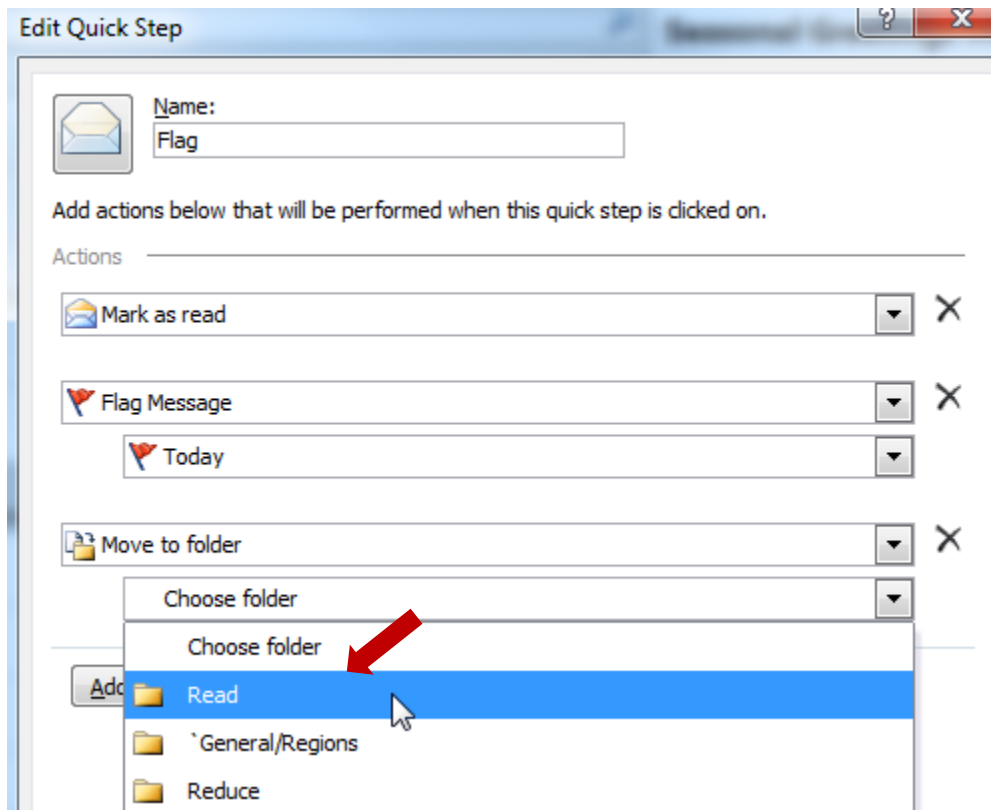 Edit Quick Step
Name:
Flag
Add actions below that will be performed when this quick step is clicked on.
Actions
Mark as read
Flag Message
Today
Move to folder
Choose folder
Choose folder
Read
`General/Regions
Reduce